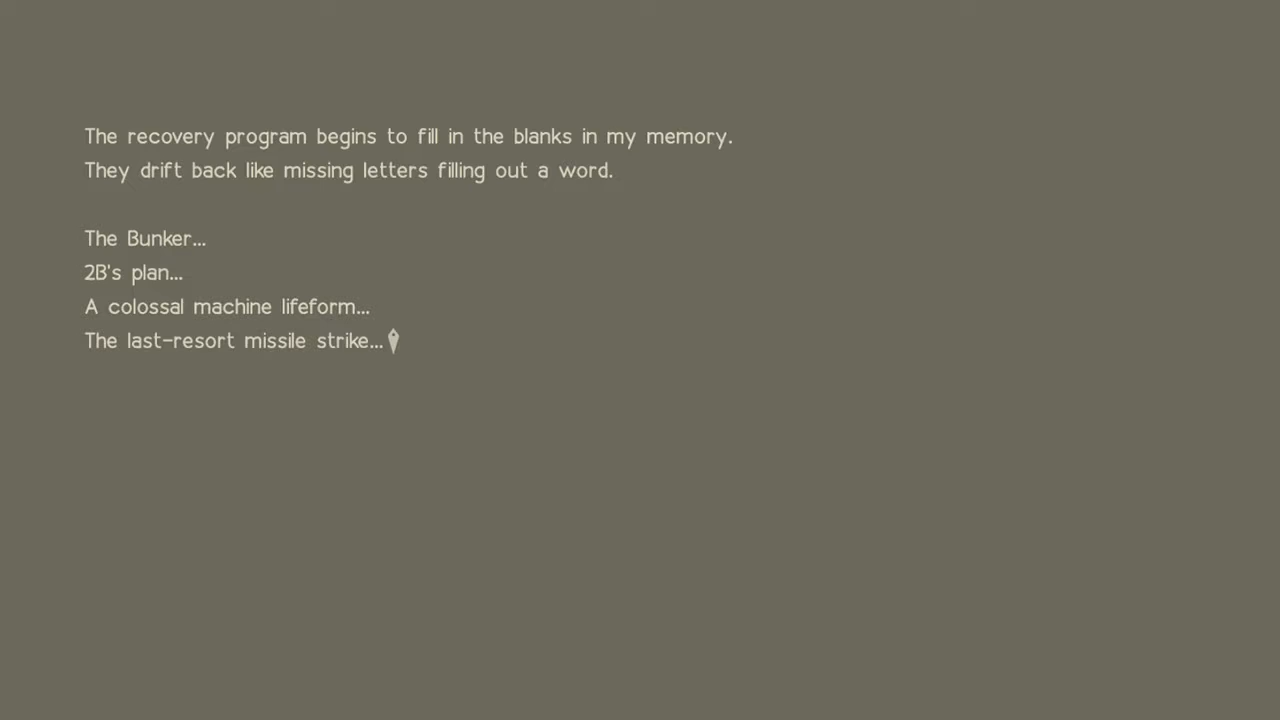 The recovery program begins to fill in the blanks in my memory.
They drift back like missing letters filling out a word.
The Bunker...
2B's plan...
A colossal machine lifeform...
The last-resort missile strike...